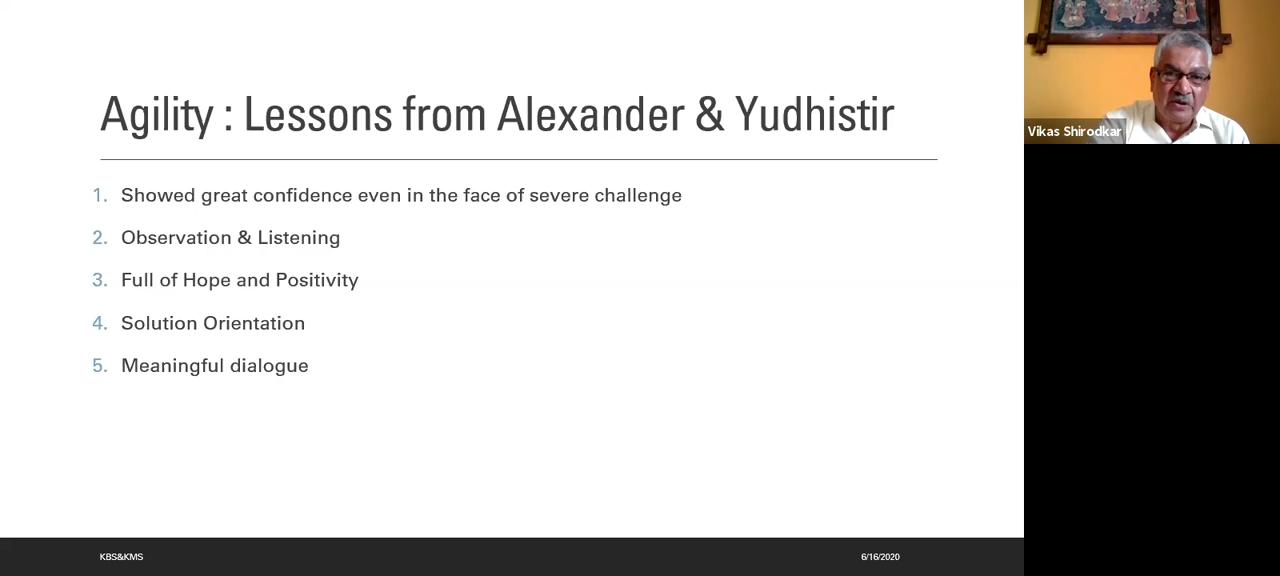 Agility : Lessons from Alexander & Yudhistir
1. Showed great confidence even in the face of severe challenge
2. Observation & Listening
3. Full of Hope and Positivity
4. Solution Orientation
5. Meaningful dialogue
KBS&KMS
6/16/2020
Vikas Shirodkar